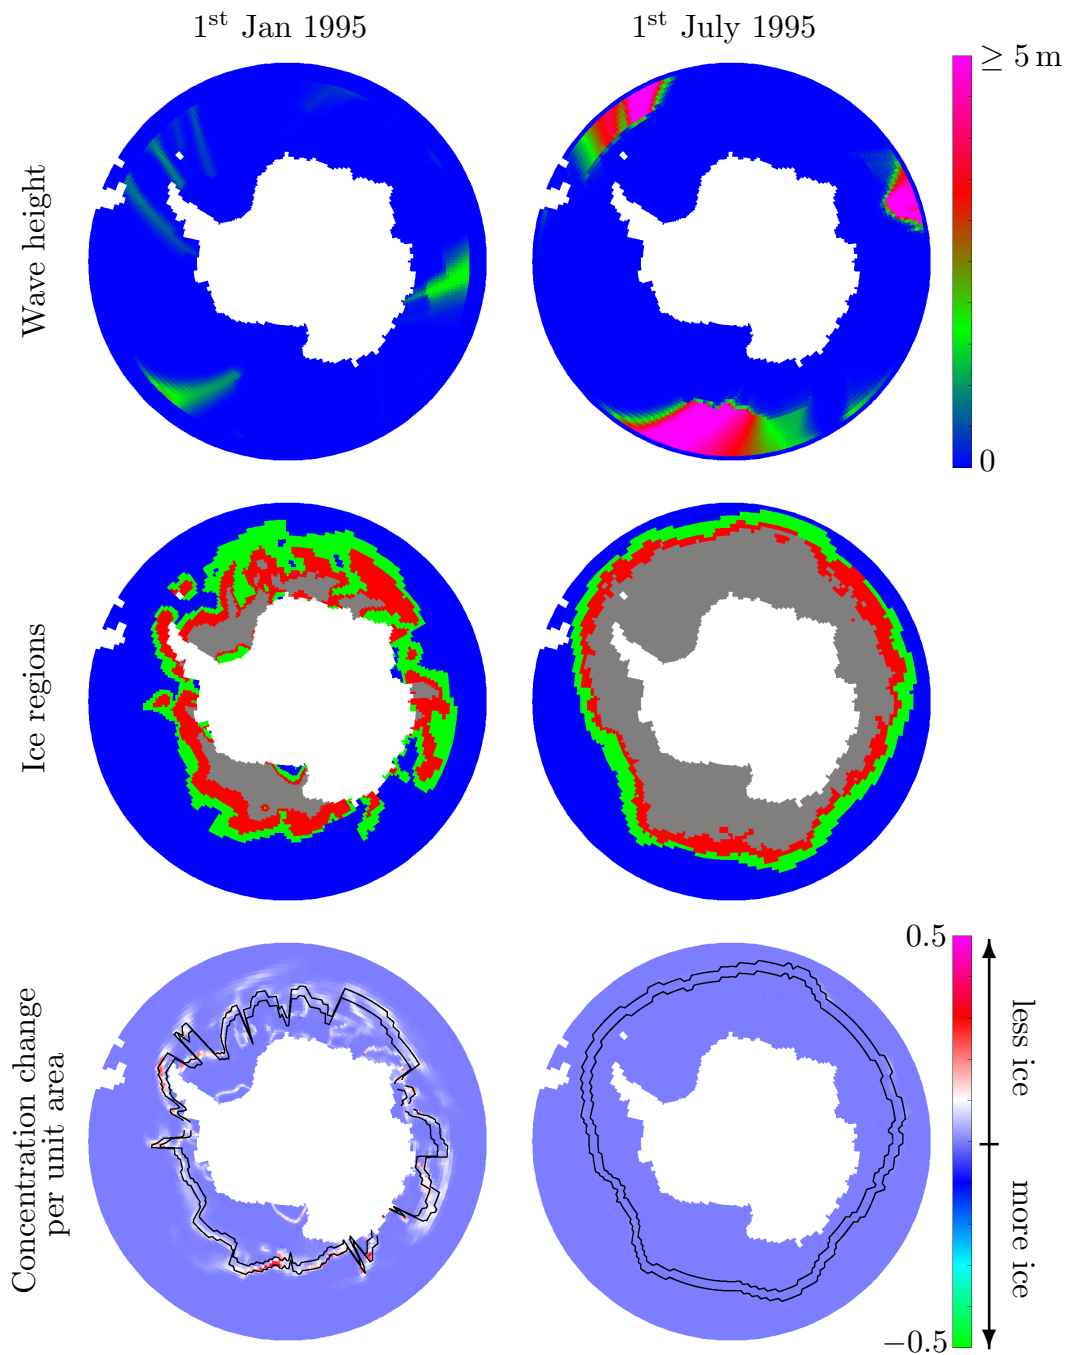 1st Jan 1995
1st July 1995
Wave height
≥ 5 m
0
Ice regions
Concentration change
per unit area
0.5
less ice
more ice
−0.5